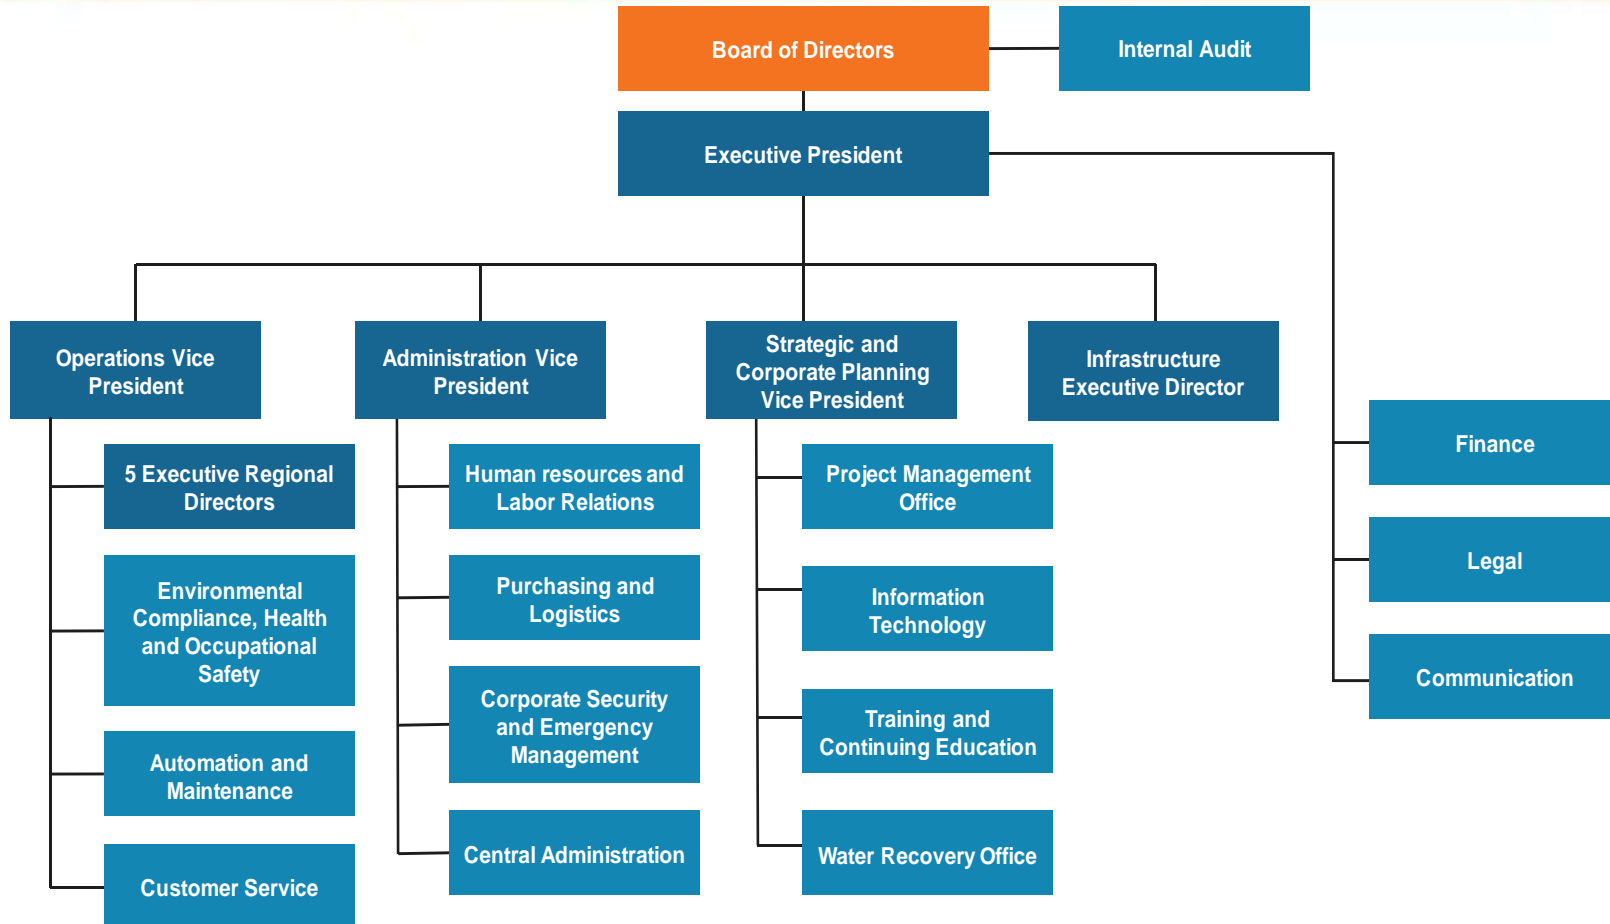 Board of Directors
Internal Audit
Executive President
Operations Vice
President
Administration Vice
President
Strategic and
Corporate Planning
Vice President
Infrastructure
Executive Director
5 Executive Regional
Directors
Environmental
Compliance, Health
and Occupational
Safety
Automation and
Maintenance
Customer Service
Human resources and
Labor Relations
Purchasing and
Logistics
Corporate Security
and Emergency
Management
Central Administration
Project Management
Office
Information
Technology
Training and
Continuing Education
Water Recovery Office
Finance
Legal
Communication